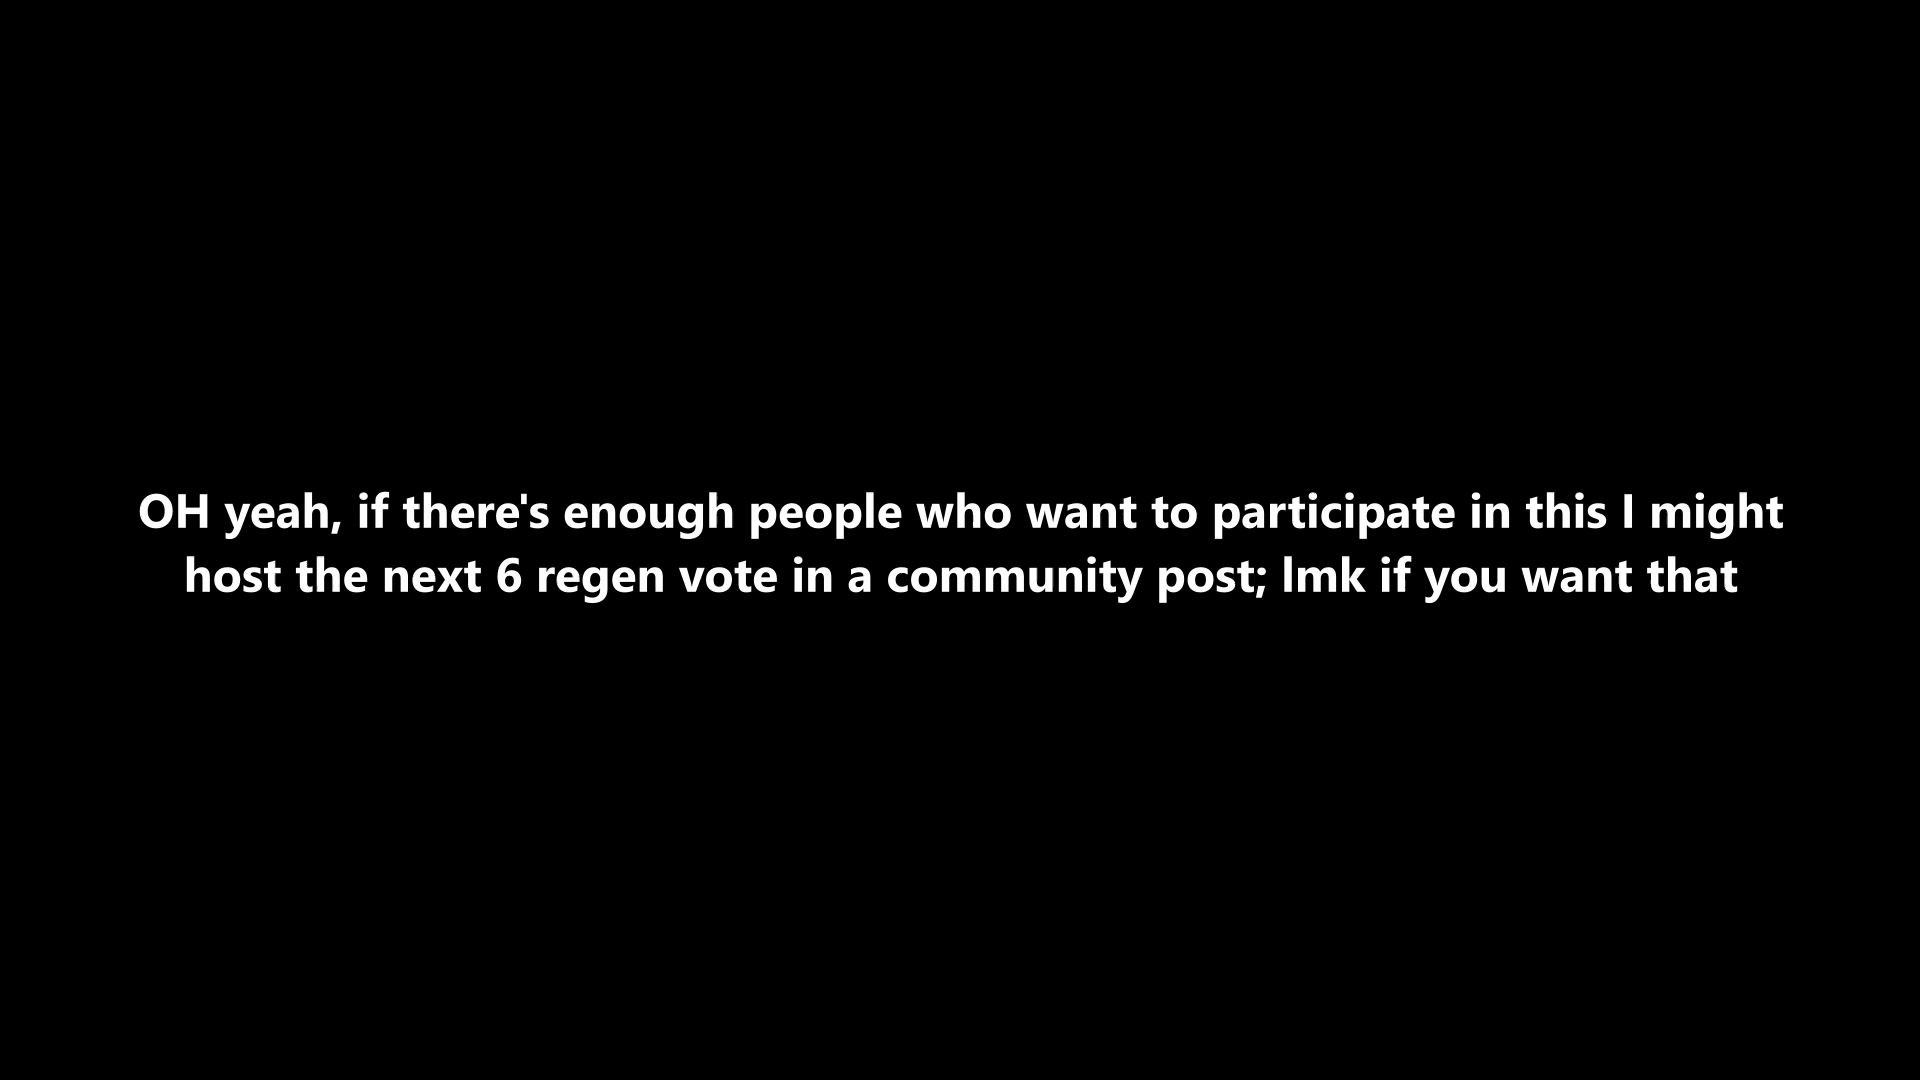 OH yeah, if there's enough people who want to participate in this I might
host the next 6 regen vote in a community post; lmk if you want that